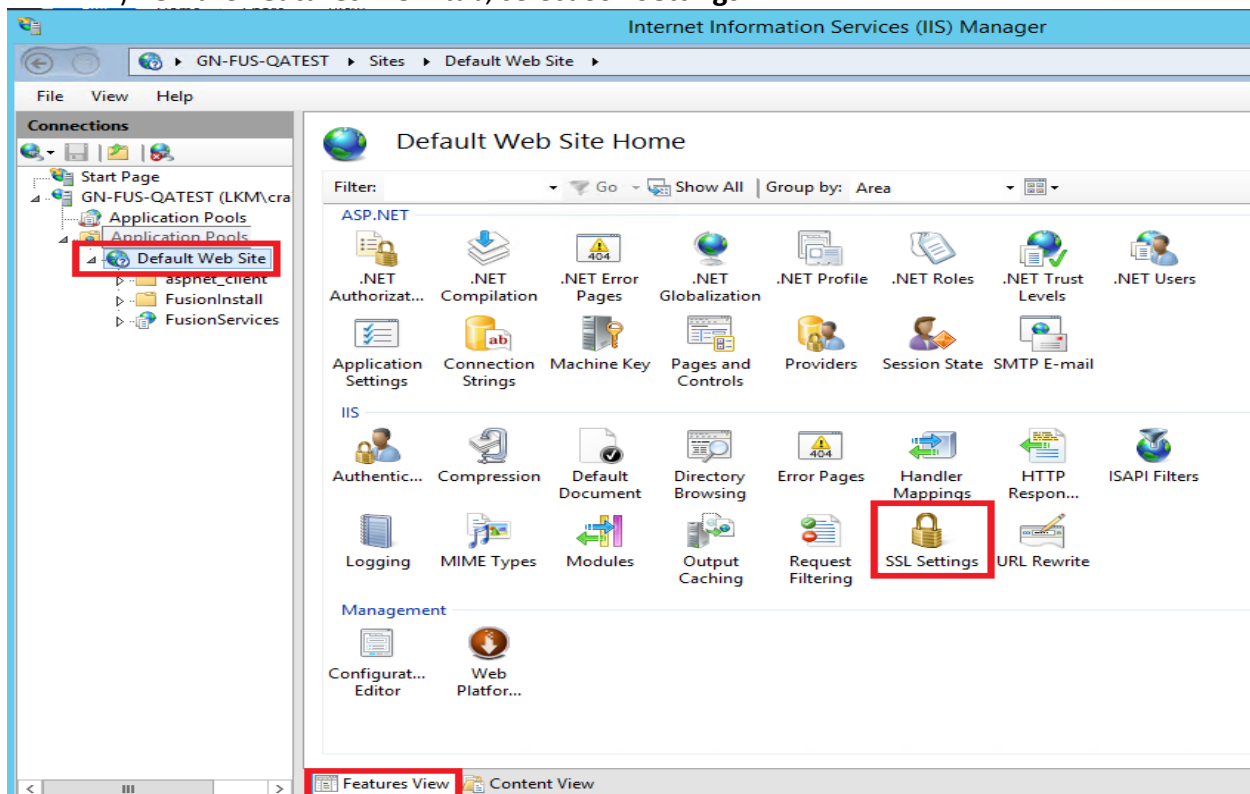 Internet Information Services (IIS) Manager
GN-FUS-QATEST Sites Default Web Site
File View Help
Connections
Start Page
GN-FUS-QATEST (LKM\cra
Application Pools
Application Pools
Default Web Site
aspnet_client
FusionInstall
FusionServices
Default Web Site Home
Filter: Go Show All Group by: Area
ASP.NET
.NET Authorizat...
.NET Compilation
.NET Error Pages
.NET Globalization
.NET Profile
.NET Roles
.NET Trust Levels
.NET Users
Application Settings
Connection Strings
Machine Key
Pages and Controls
Providers
Session State
SMTP E-mail
IIS
Authentic...
Compression
Default Document
Directory Browsing
Error Pages
Handler Mappings
HTTP Respon...
ISAPI Filters
Logging
MIME Types
Modules
Output Caching
Request Filtering
SSL Settings
URL Rewrite
Management
Configurat... Editor
Web Platfor...
Features View Content View